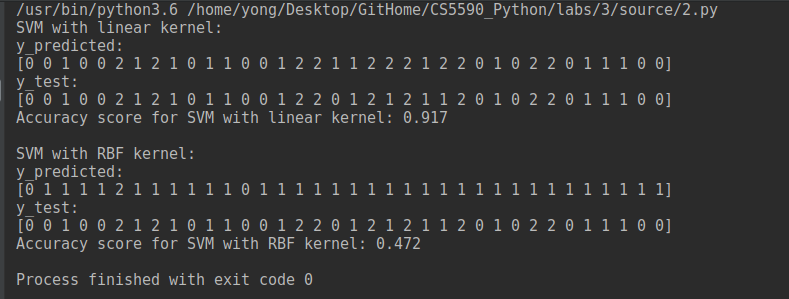 /usr/bin/python3.6 /home/yong/Desktop/GitHome/CS5590_Python/labs/3/source/2.py
SVM with linear kernel:
y_predicted:
[0 0 1 0 0 2 1 2 1 0 1 1 0 0 1 2 2 1 1 2 2 2 1 2 2 0 1 0 2 2 0 1 1 1 0 0]
y_test:
[0 0 1 0 0 2 1 2 1 0 1 1 0 0 1 2 2 0 1 2 1 2 1 1 2 0 1 0 2 2 0 1 1 1 0 0]
Accuracy score for SVM with linear kernel: 0.917
SVM with RBF kernel:
y_predicted:
[0 1 1 1 1 2 1 1 1 1 1 1 0 1 1 1 1 1 1 1 1 1 1 1 1 1 1 1 1 1 1 1 1 1 1 1]
y_test:
[0 0 1 0 0 2 1 2 1 0 1 1 0 0 1 2 2 0 1 2 1 2 1 1 2 0 1 0 2 2 0 1 1 1 0 0]
Accuracy score for SVM with RBF kernel: 0.472
Process finished with exit code 0